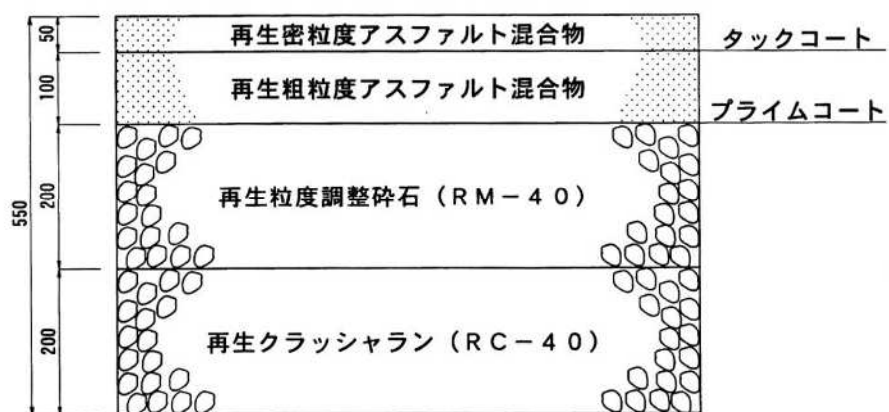 50
再生密粒度アスファルト混合物
タックコート
100
再生粗粒度アスファルト混合物
プライムコート
550
200
再生粒度調整砕石(RM-40)
200
再生クラッシャラン(RC-40)